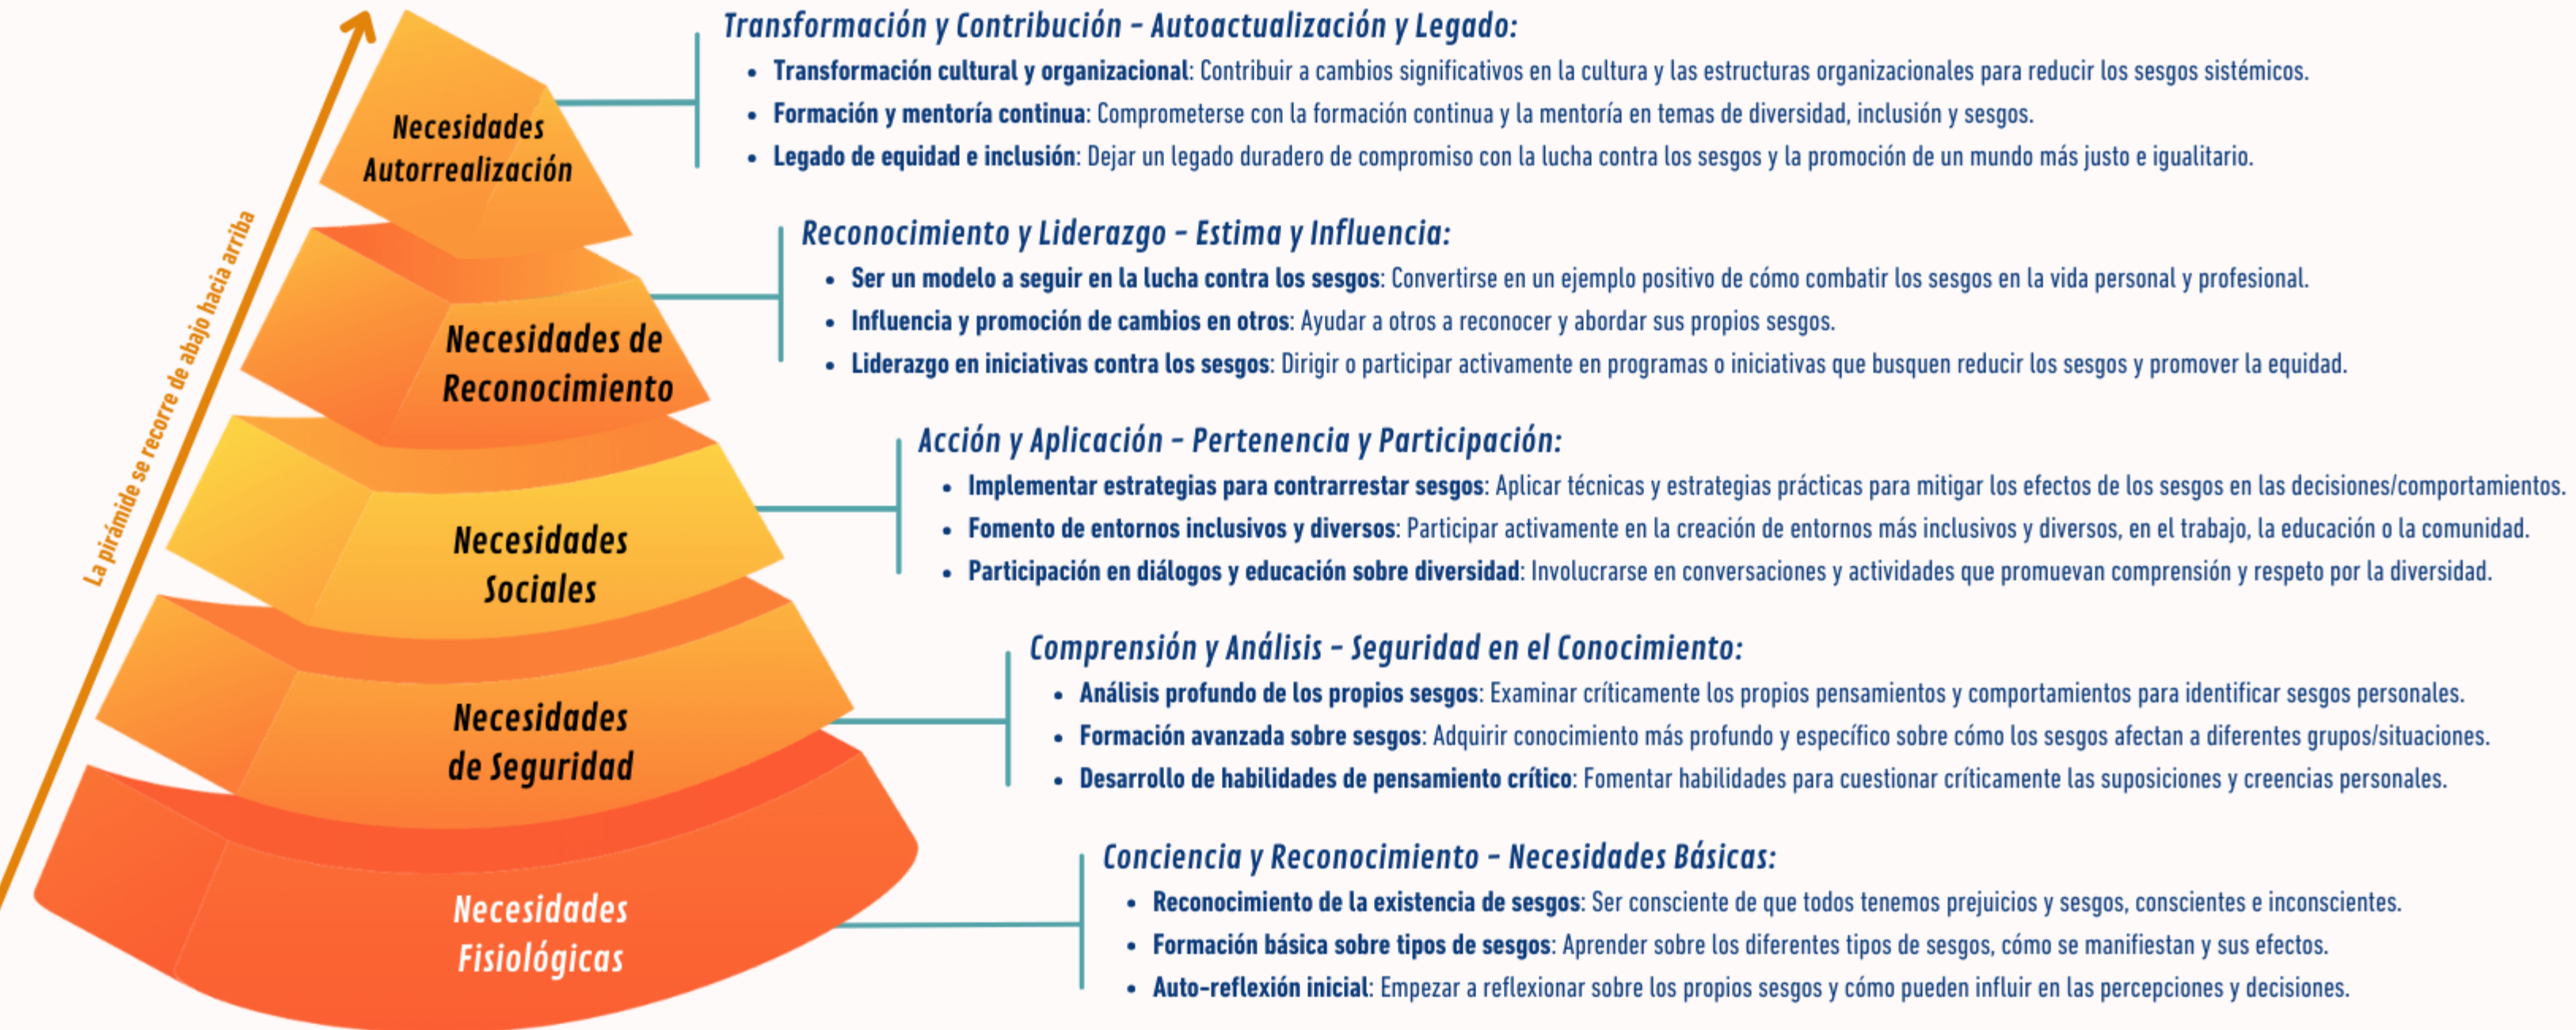 La pirámide se recorre de abajo hacia arriba
Necesidades
Autorrealización
Transformación y Contribución - Autoactualización y Legado:
• Transformación cultural y organizacional: Contribuir a cambios significativos en la cultura y las estructuras organizacionales para reducir los sesgos sistémicos.
• Formación y mentoría continua: Comprometerse con la formación continua y la mentoría en temas de diversidad, inclusión y sesgos.
• Legado de equidad e inclusión: Dejar un legado duradero de compromiso con la lucha contra los sesgos y la promoción de un mundo más justo e igualitario.
Necesidades de
Reconocimiento
Reconocimiento y Liderazgo - Estima y Influencia:
• Ser un modelo a seguir en la lucha contra los sesgos: Convertirse en un ejemplo positivo de cómo combatir los sesgos en la vida personal y profesional.
• Influencia y promoción de cambios en otros: Ayudar a otros a reconocer y abordar sus propios sesgos.
• Liderazgo en iniciativas contra los sesgos: Dirigir o participar activamente en programas o iniciativas que busquen reducir los sesgos y promover la equidad.
Necesidades
Sociales
Acción y Aplicación - Pertenencia y Participación:
• Implementar estrategias para contrarrestar sesgos: Aplicar técnicas y estrategias prácticas para mitigar los efectos de los sesgos en las decisiones/comportamientos.
• Fomento de entornos inclusivos y diversos: Participar activamente en la creación de entornos más inclusivos y diversos, en el trabajo, la educación o la comunidad.
• Participación en diálogos y educación sobre diversidad: Involucrarse en conversaciones y actividades que promuevan comprensión y respeto por la diversidad.
Necesidades
de Seguridad
Comprensión y Análisis - Seguridad en el Conocimiento:
• Análisis profundo de los propios sesgos: Examinar críticamente los propios pensamientos y comportamientos para identificar sesgos personales.
• Formación avanzada sobre sesgos: Adquirir conocimiento más profundo y específico sobre cómo los sesgos afectan a diferentes grupos/situaciones.
• Desarrollo de habilidades de pensamiento crítico: Fomentar habilidades para cuestionar críticamente las suposiciones y creencias personales.
Necesidades
Fisiológicas
Conciencia y Reconocimiento - Necesidades Básicas:
• Reconocimiento de la existencia de sesgos: Ser consciente de que todos tenemos prejuicios y sesgos, conscientes e inconscientes.
• Formación básica sobre tipos de sesgos: Aprender sobre los diferentes tipos de sesgos, cómo se manifiestan y sus efectos.
• Auto-reflexión inicial: Empezar a reflexionar sobre los propios sesgos y cómo pueden influir en las percepciones y decisiones.